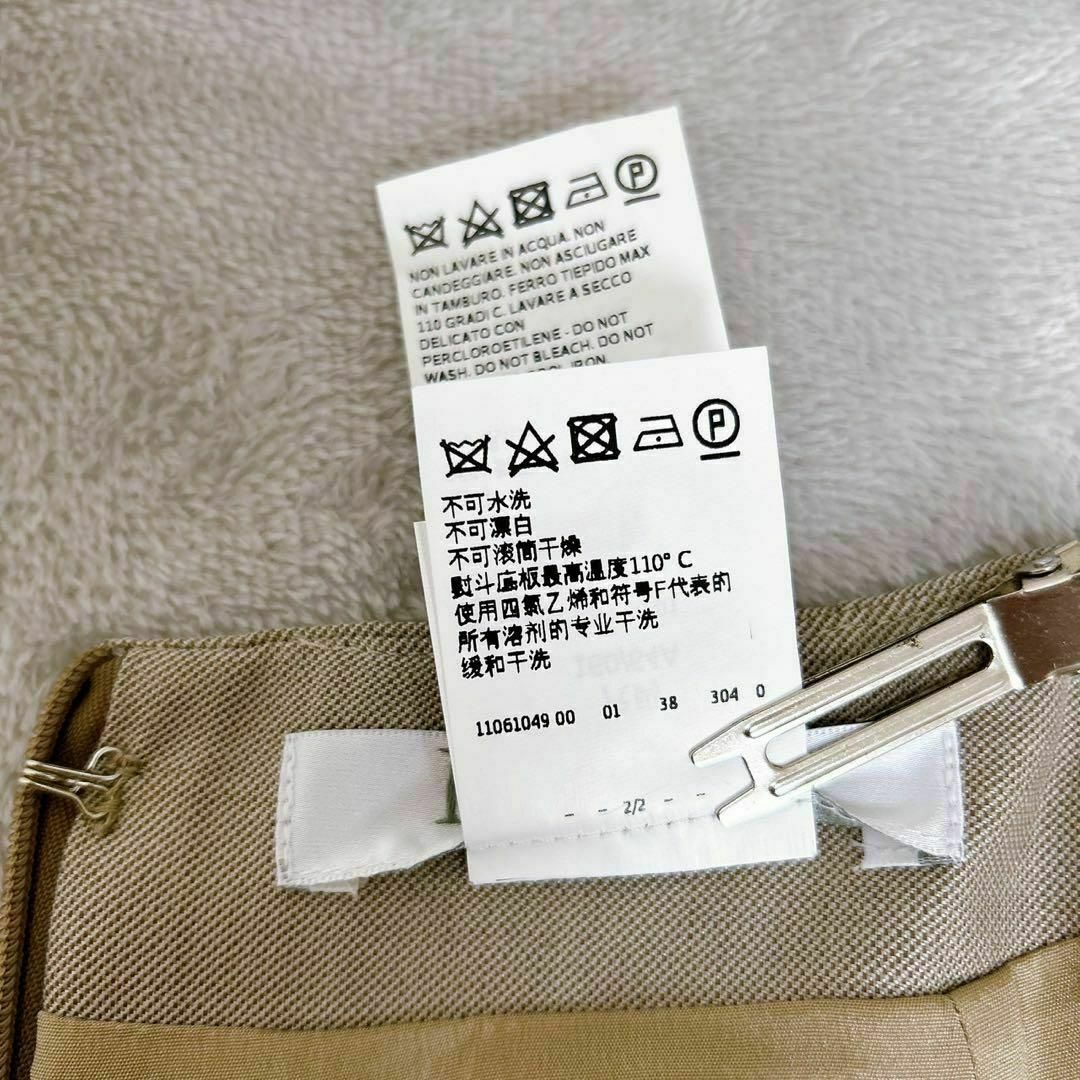 P
NON LAVARE IN ACQUA. NON
CANDEGGIARE. NON ASCIUGARE
IN TAMBURO. FERRO TIEPIDO MAX
110 GRADI C. LAVARE A SECCO
DELICATO CON
PERCLOROETILENE - DO NOT
WASH. DO NOT BLEACH. DO NOT
IRON.
P
不可水洗
不可漂白
不可滚筒干燥
熨斗底板最高温度110° C
使用四氯乙烯和符号F代表的
所有溶剂的专业干洗
缓和干洗
11061049 00 01 38 304 0
- - 2/2 - -